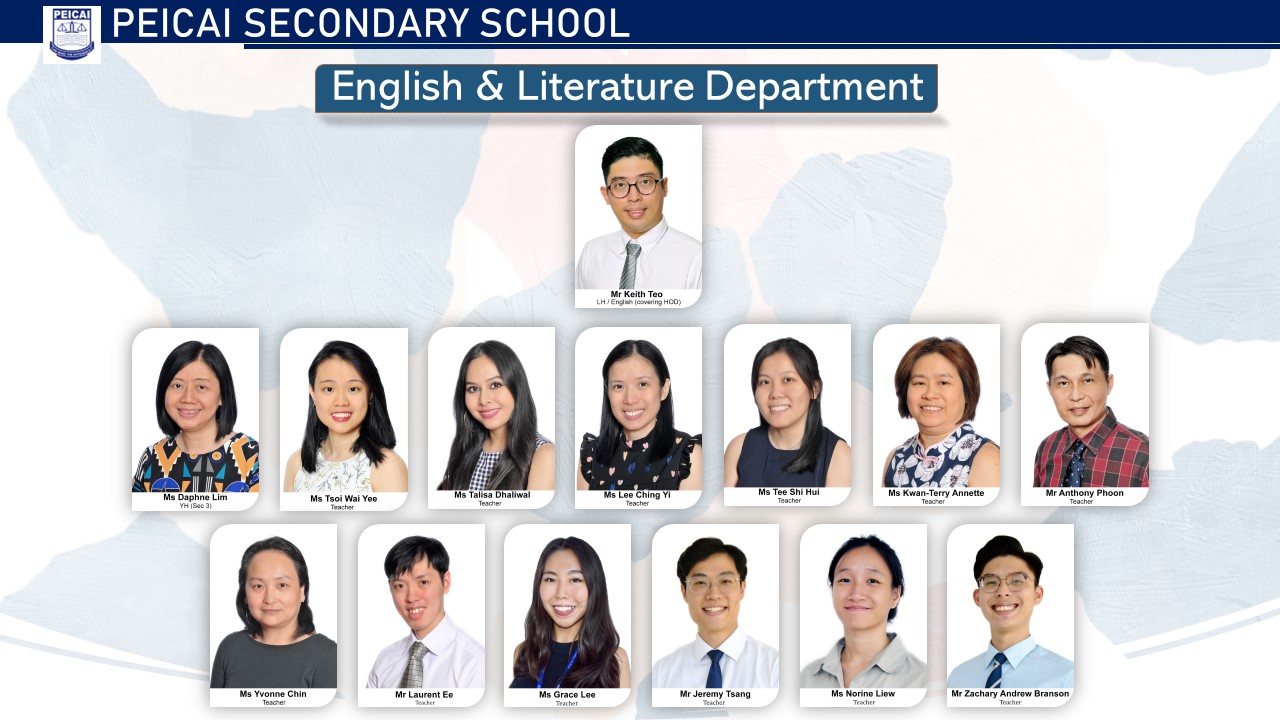 PEICAI
PEICAI SECONDARY SCHOOL
English & Literature Department
Mr Keith Teo
LH / English (covering HOD)
Ms Daphne Lim
YH (Sec 3)
Ms Tsoi Wai Yee
Teacher
Ms Talisa Dhaliwal
Teacher
Ms Lee Ching Yi
Teacher
Ms Tee Shi Hui
Teacher
Ms Kwan-Terry Annette
Teacher
Mr Anthony Phoon
Teacher
Ms Yvonne Chin
Teacher
Mr Laurent Ee
Teacher
Ms Grace Lee
Teacher
Mr Jeremy Tsang
Teacher
Ms Norine Liew
Teacher
Mr Zachary Andrew Branson
Teacher